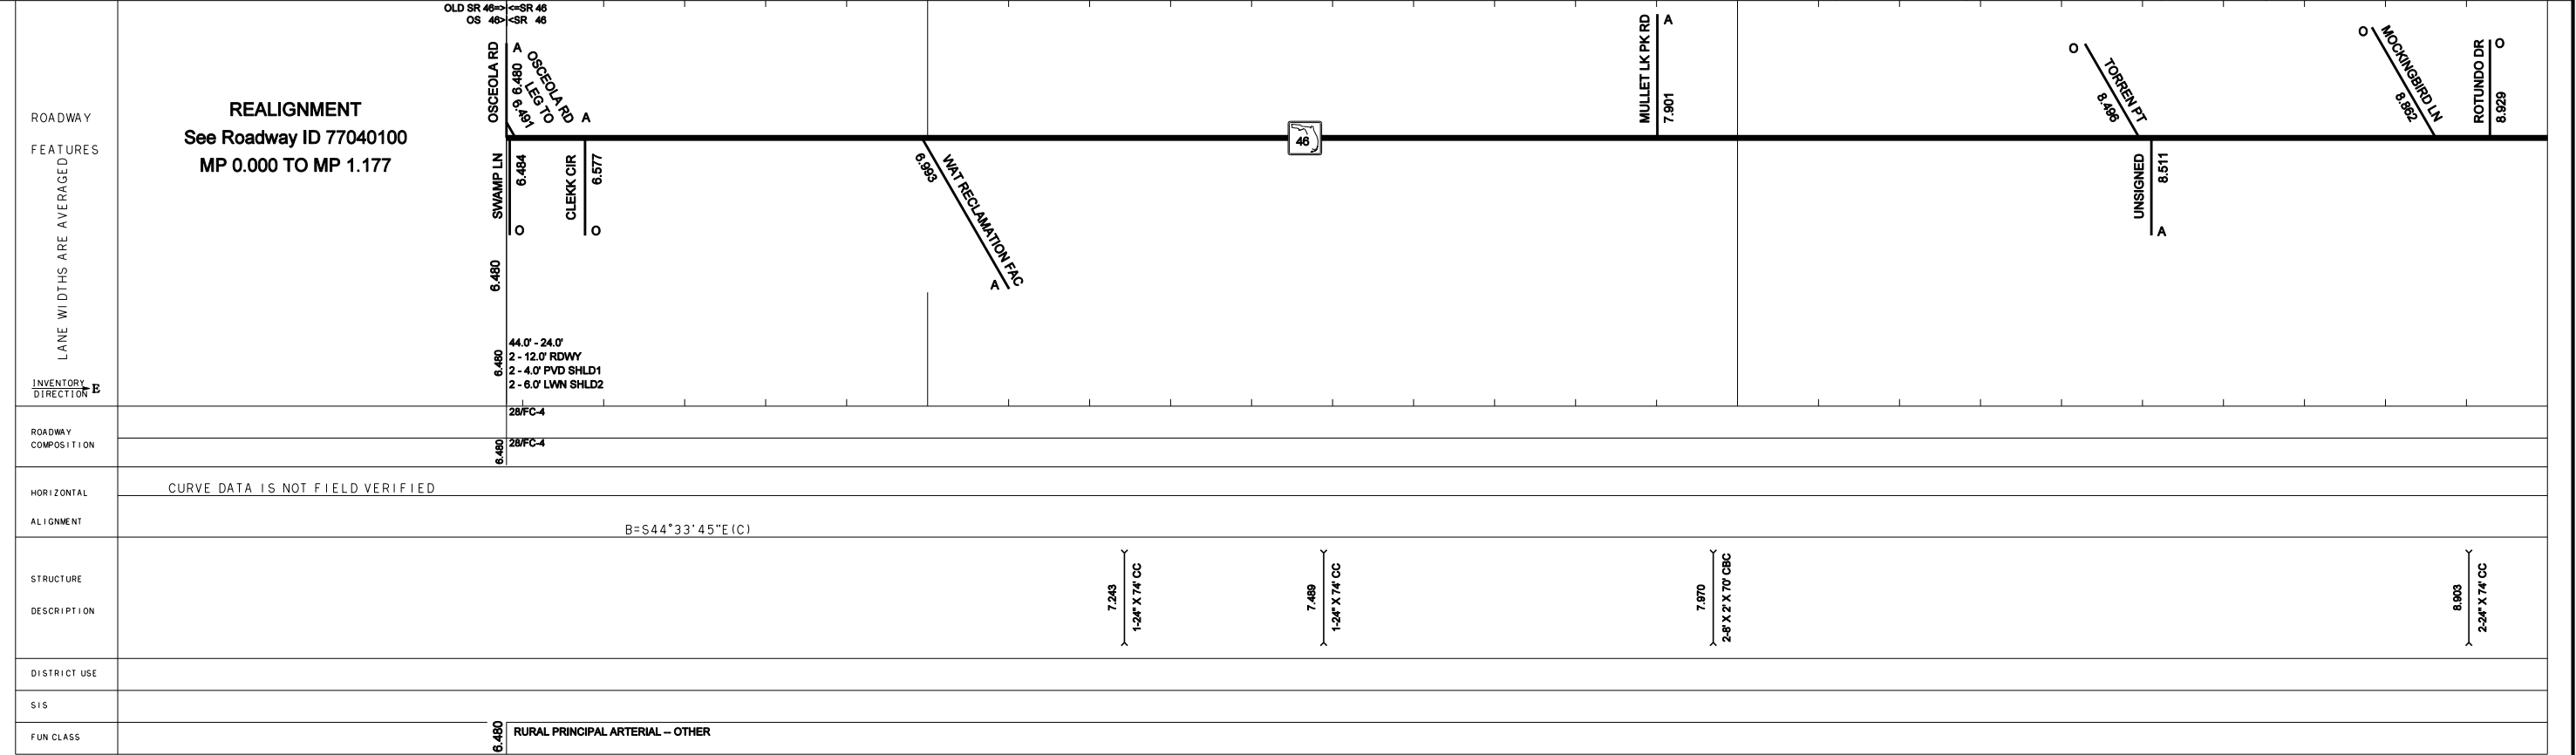 OLD SR 46=> <=SR 46
OS 46> <SR 46
ROADWAY
FEATURES
LANE WIDTHS ARE AVERAGED
INVENTORY
DIRECTION E
REALIGNMENT
See Roadway ID 77040100
MP 0.000 TO MP 1.177
OSCEOLA RD
A
6.480
OSCEOLA RD
LEG TO
6.491
A
SWAMP LN
6.484
O
CLEKK CIR
6.577
O
6.480
6.993
WAT RECLAMATION FAC
A
46
MULLET LK PK RD
A
7.901
O
TORREN PT
8.496
UNSIGNED
8.511
A
O
MOCKINGBIRD LN
8.862
ROTUNDO DR
O
8.929
6.480
44.0' - 24.0'
2 - 12.0' RDWY
2 - 4.0' PVD SHLD1
2 - 6.0' LWN SHLD2
ROADWAY
COMPOSITION
28/FC-4
6.480
28/FC-4
HORIZONTAL
ALIGNMENT
CURVE DATA IS NOT FIELD VERIFIED
B=S44°33'45"E(C)
STRUCTURE
DESCRIPTION
7.243
1-24" X 74' CC
7.489
1-24" X 74' CC
7.970
2-8' X 2' X 70' CBC
8.903
2-24" X 74' CC
DISTRICT USE
SIS
FUN CLASS
6.480
RURAL PRINCIPAL ARTERIAL -- OTHER